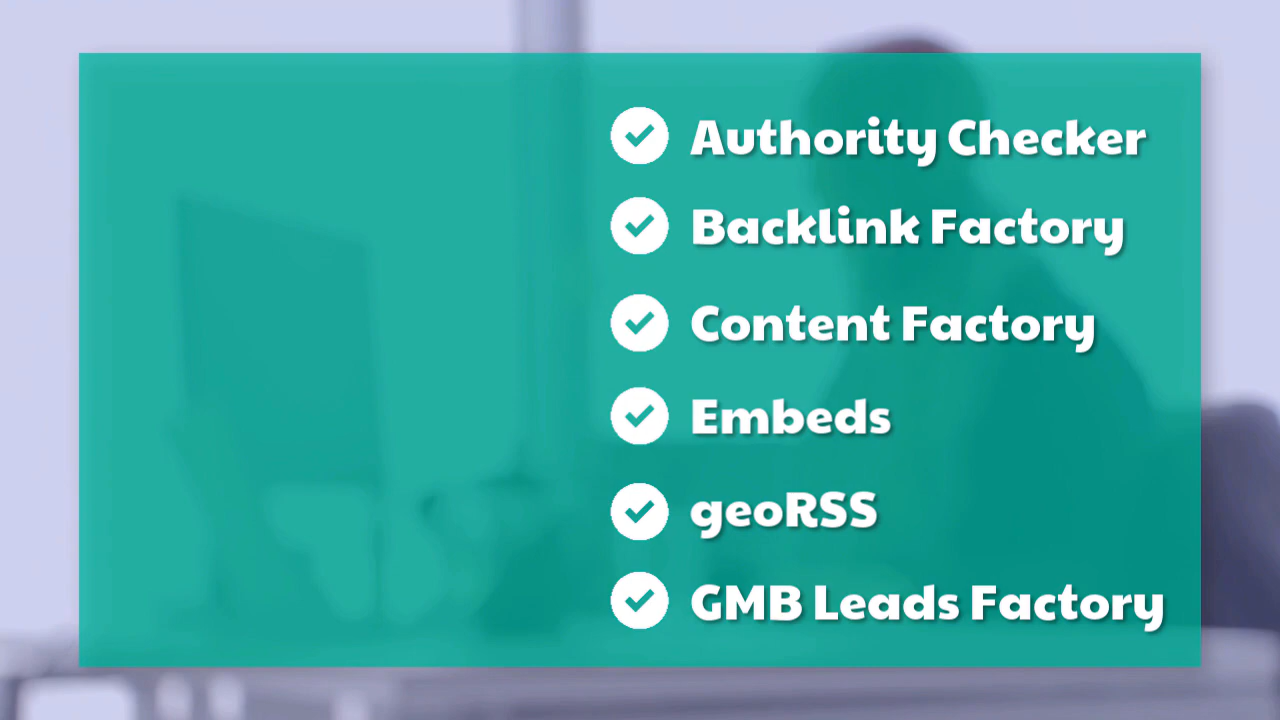 Authority Checker
Backlink Factory
Content Factory
Embeds
geoRSS
GMB Leads Factory